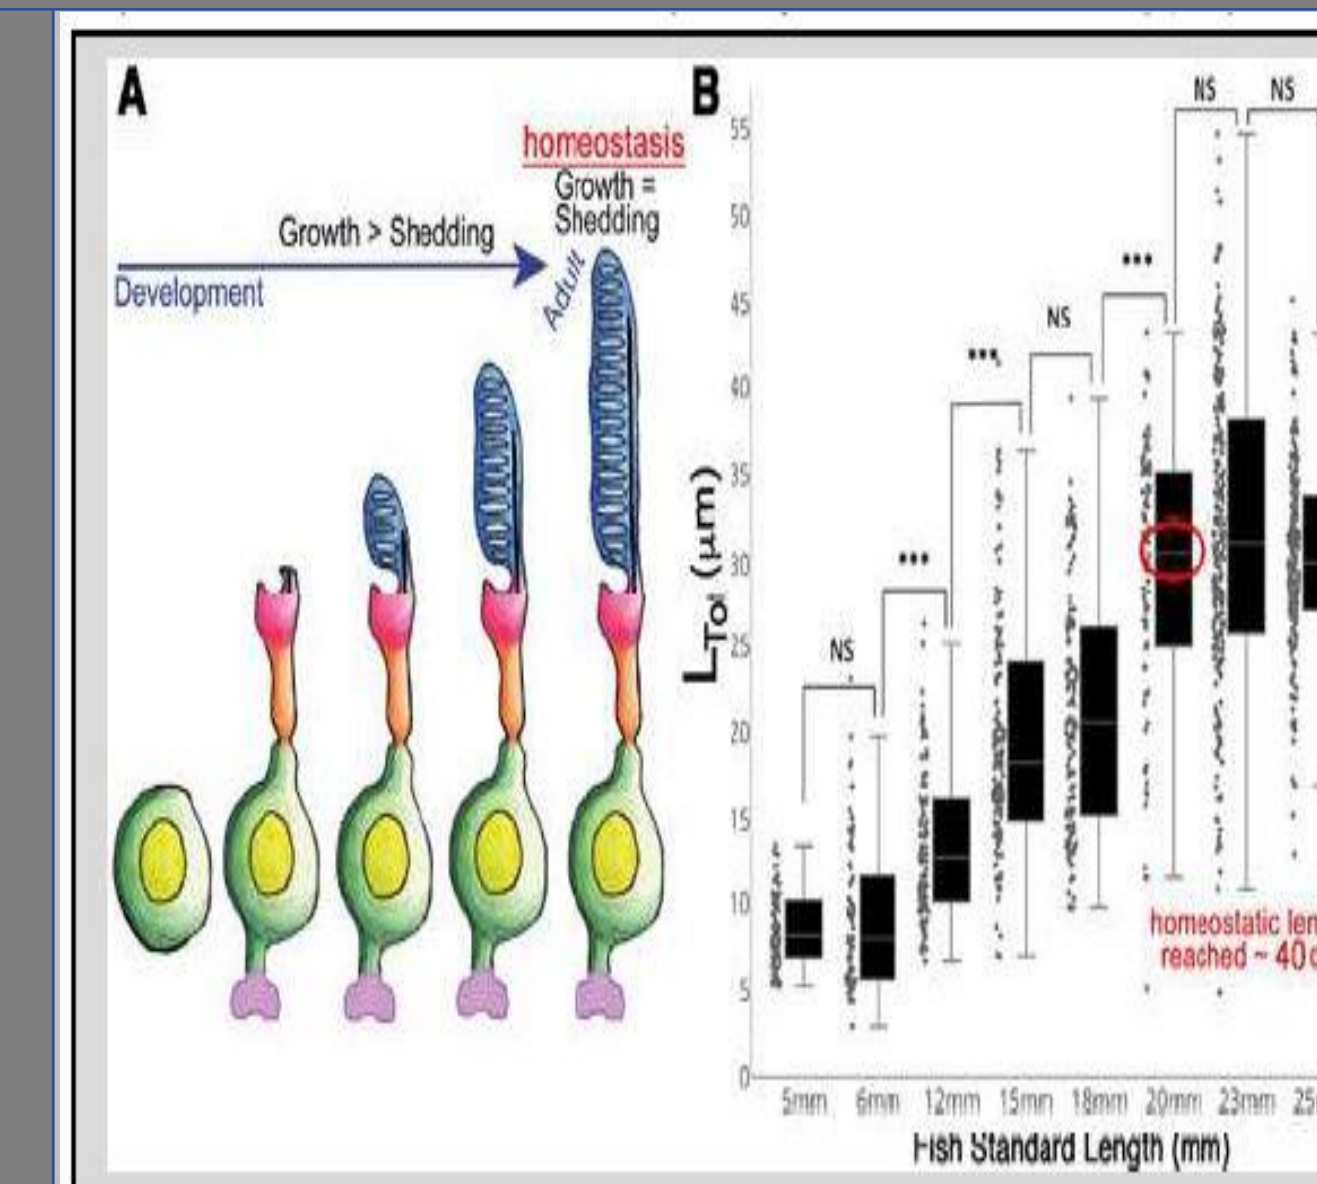 A
homeostasis
Growth =
Shedding
Growth > Shedding
Adult
Development
B
NS
NS
***
NS
***
***
NS
55
50
45
40
35
30
25
20
15
10
5
0
LTol (µm)
homeostatic len
reached ~ 40
5mm 6mm 12mm 15mm 18mm 20mm 23mm 25
Fish Standard Length (mm)